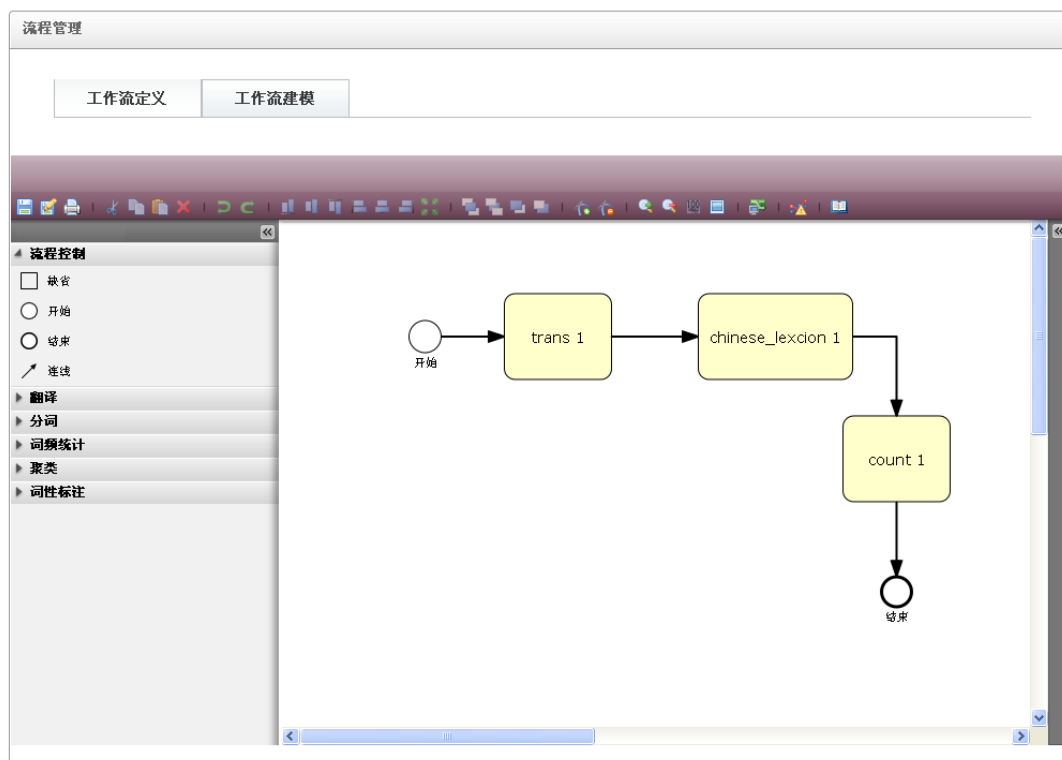 流程管理
工作流定义
工作流建模
流程控制
缺省
开始
结束
连线
翻译
分词
词频统计
聚类
词性标注
开始
trans 1
chinese_lexcion 1
count 1
结束